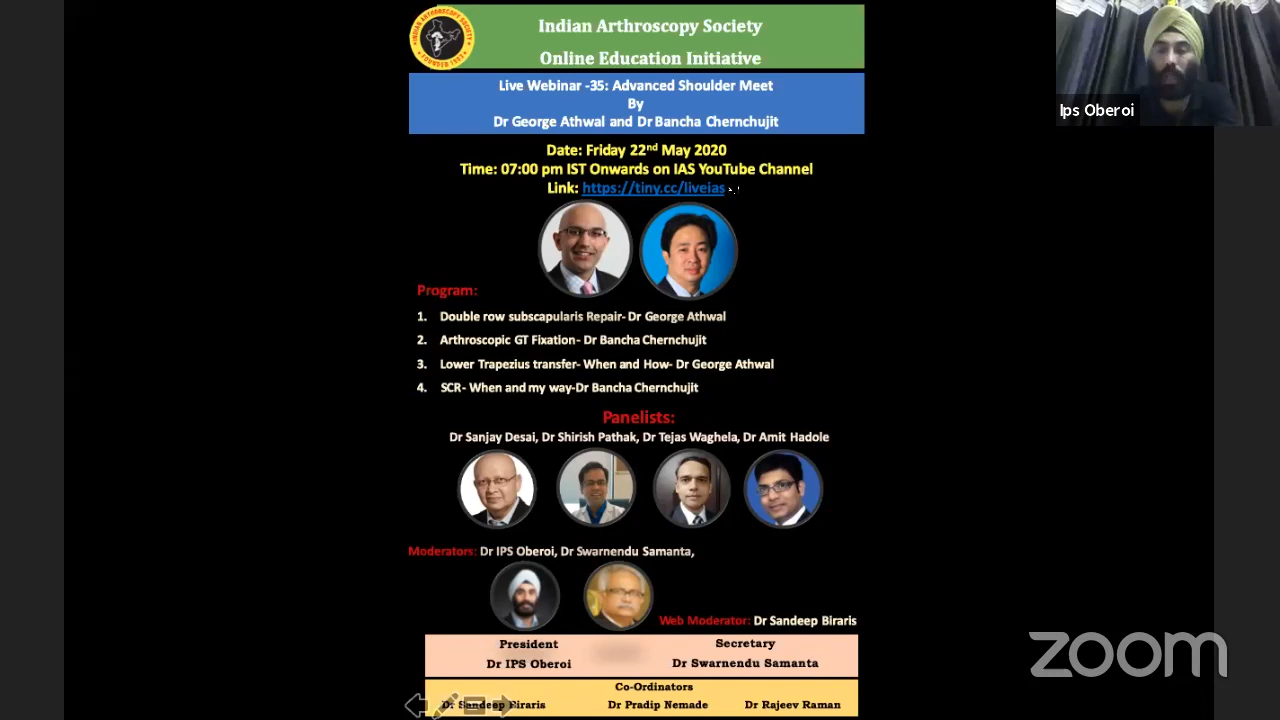 INDIAN ARTHROSCOPY SOCIETY
Indian Arthroscopy Society
Online Education Initiative
Live Webinar -35: Advanced Shoulder Meet
By
Dr George Athwal and Dr Bancha Chernchujit
Date: Friday 22nd May 2020
Time: 07:00 pm IST Onwards on IAS YouTube Channel
Link: https://tiny.cc/liveias
Program:
1. Double row subscapularis Repair- Dr George Athwal
2. Arthroscopic GT Fixation- Dr Bancha Chernchujit
3. Lower Trapezius transfer- When and How- Dr George Athwal
4. SCR- When and my way-Dr Bancha Chernchujit
Panelists:
Dr Sanjay Desai, Dr Shirish Pathak, Dr Tejas Waghela, Dr Amit Hadole
Moderators: Dr IPS Oberoi, Dr Swarnendu Samanta,
Web Moderator: Dr Sandeep Biraris
President Secretary
Dr IPS Oberoi Dr Swarnendu Samanta
Co-Ordinators
Dr Sandeep Biraris Dr Pradip Nemade Dr Rajeev Raman
Ips Oberoi
zoom